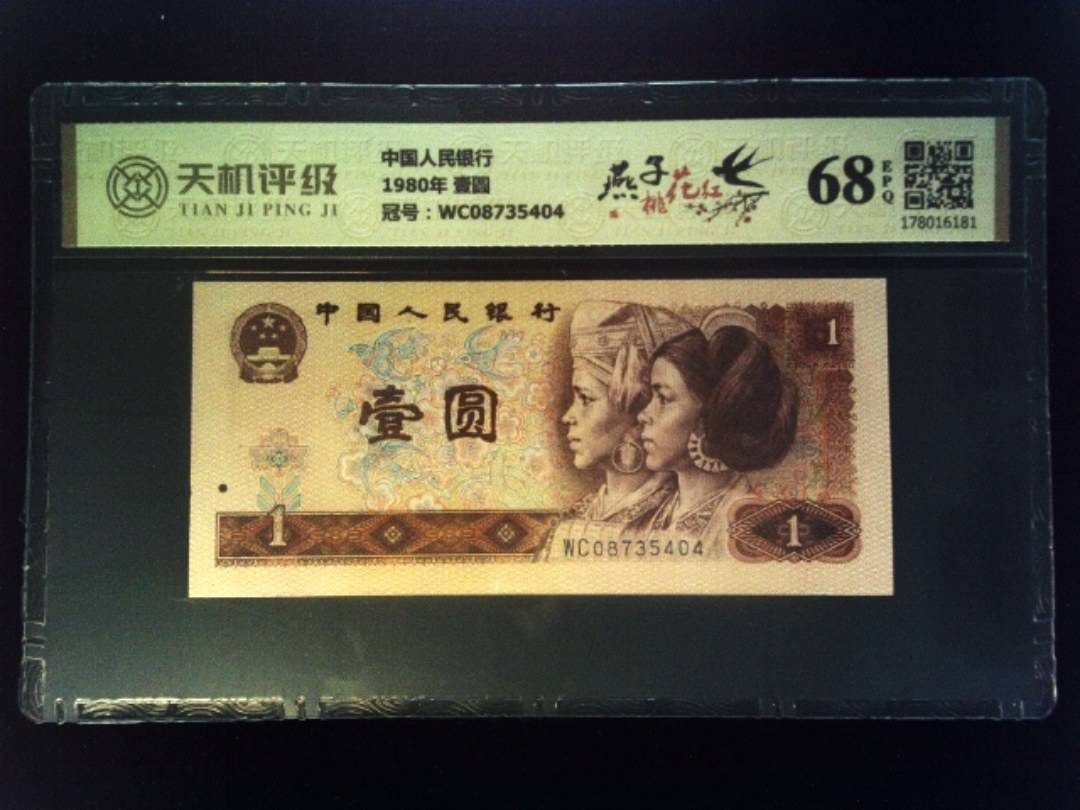 天机评级
TIAN JI PING JI
中国人民银行
1980年 壹圆
冠号：WC08735404
燕子
桃花红
68 EPQ
178016181
中国人民银行
壹圆
1
1
WC08735404
1